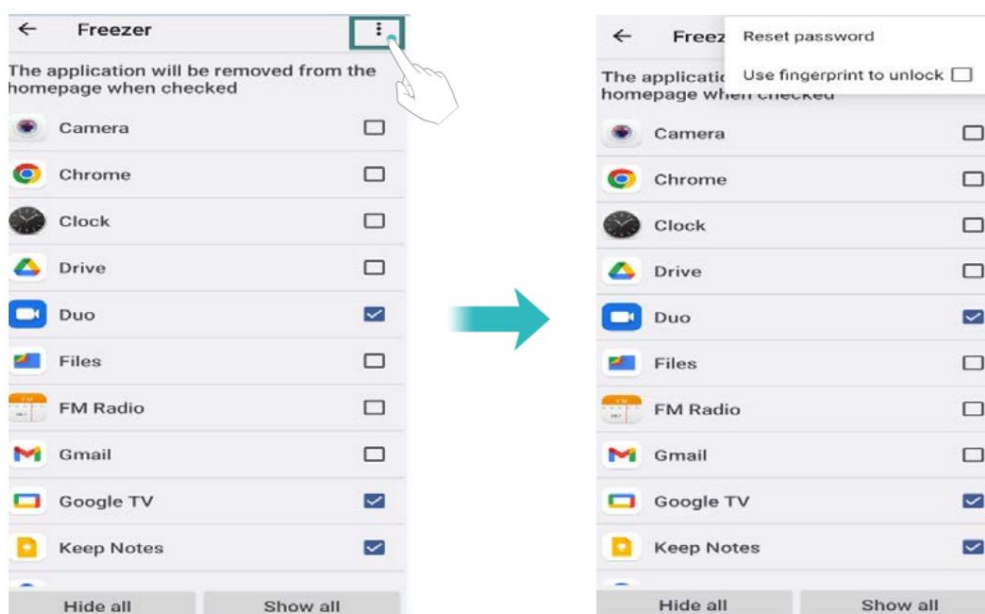 Freezer
The application will be removed from the
homepage when checked
Camera
Chrome
Clock
Drive
Duo
Files
FM Radio
Gmail
Google TV
Keep Notes
Hide all Show all
Freez
Reset password
Use fingerprint to unlock
The applicatic
homepage when checked
Camera
Chrome
Clock
Drive
Duo
Files
FM Radio
Gmail
Google TV
Keep Notes
Hide all Show all